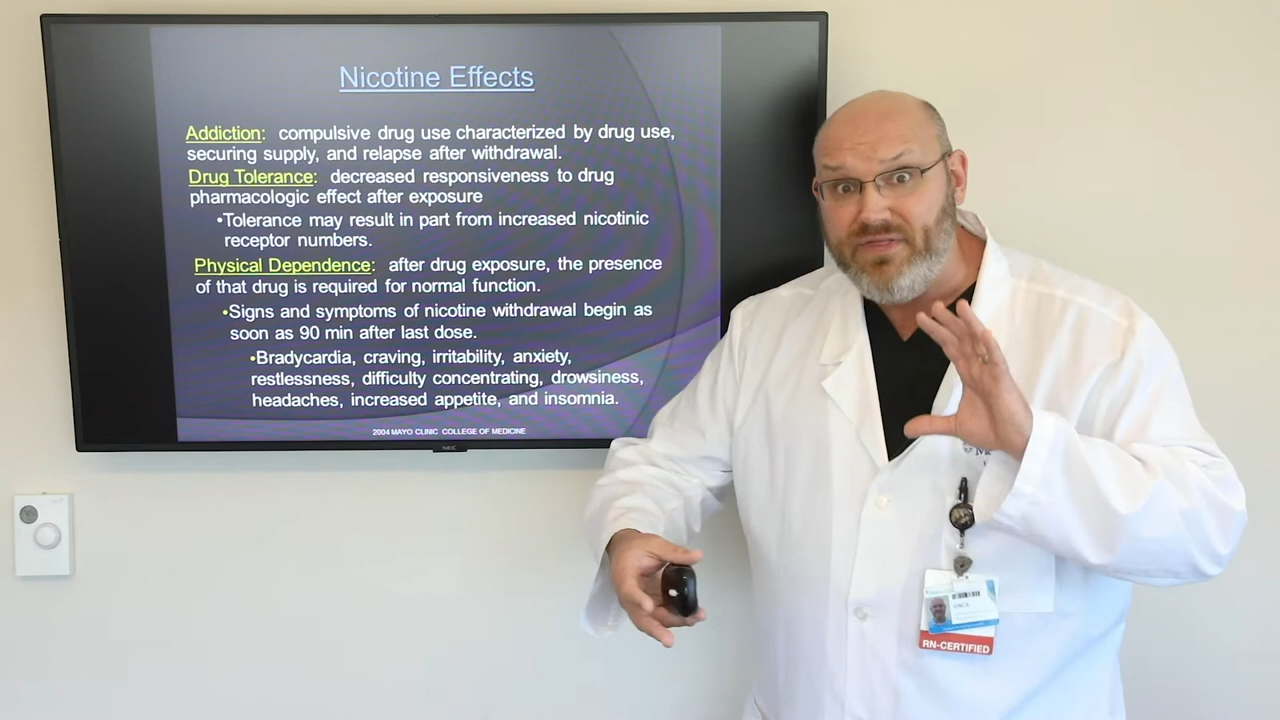 Nicotine Effects
Addiction: compulsive drug use characterized by drug use,
securing supply, and relapse after withdrawal.
Drug Tolerance: decreased responsiveness to drug
pharmacologic effect after exposure
•Tolerance may result in part from increased nicotinic
receptor numbers.
Physical Dependence: after drug exposure, the presence
of that drug is required for normal function.
•Signs and symptoms of nicotine withdrawal begin as
soon as 90 min after last dose.
•Bradycardia, craving, irritability, anxiety,
restlessness, difficulty concentrating, drowsiness,
headaches, increased appetite, and insomnia.
2004 MAYO CLINIC COLLEGE OF MEDICINE
NEC
RN-CERTIFIED